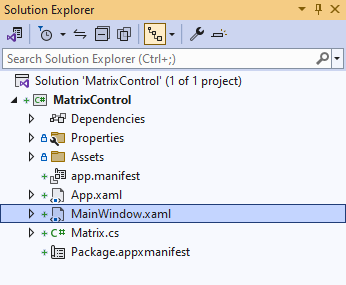 Solution Explorer
Search Solution Explorer (Ctrl+;)
Solution 'MatrixControl' (1 of 1 project)
C# MatrixControl
Dependencies
Properties
Assets
app.manifest
App.xaml
MainWindow.xaml
C# Matrix.cs
Package.appxmanifest